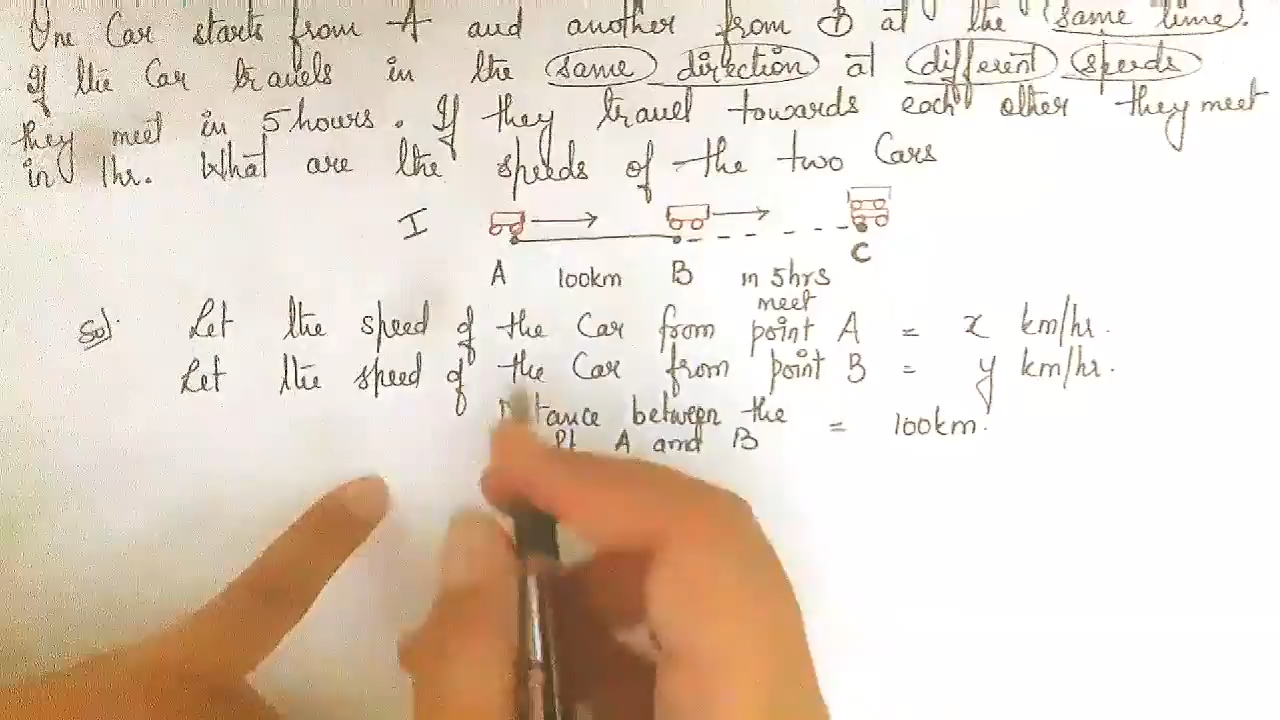 One Car starts from A and another from B at the same time.
If the Car travels in the same direction at different speeds
they meet in 5 hours. If they travel towards each other they meet
in 1hr. What are the speeds of the two Cars
I
A 100km B in 5hrs C
meet
Sol. Let the speed of the Car from point A = x km/hr.
Let the speed of the Car from point B = y km/hr.
between the = 100km.
Pt A and B